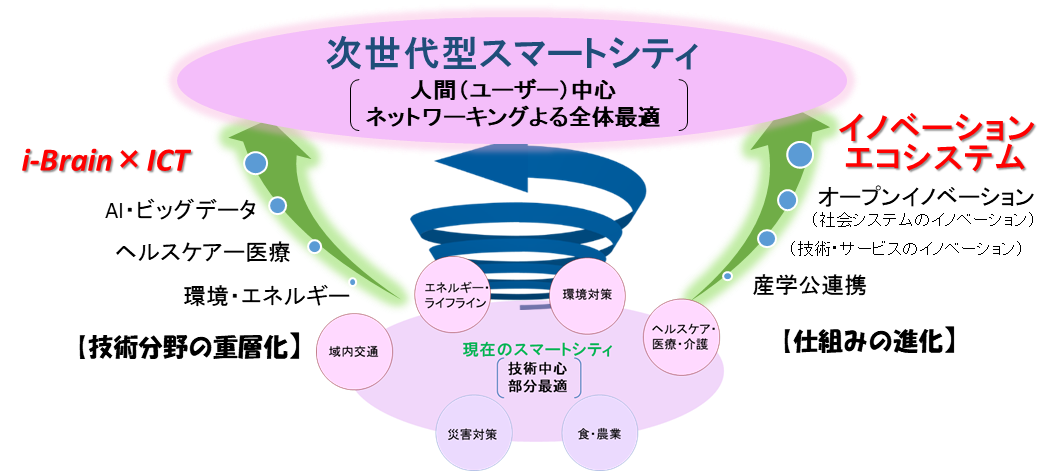 次世代型スマートシティ
人間（ユーザー）中心
ネットワーキングよる全体最適
i-Brain×ICT
AI・ビッグデータ
ヘルスケアー医療
環境・エネルギー
【技術分野の重層化】
イノベーション
エコシステム
オープンイノベーション
（社会システムのイノベーション）
（技術・サービスのイノベーション）
産学公連携
【仕組みの進化】
エネルギー・
ライフライン
環境対策
域内交通
ヘルスケア・
医療・介護
現在のスマートシティ
技術中心
部分最適
災害対策
食・農業